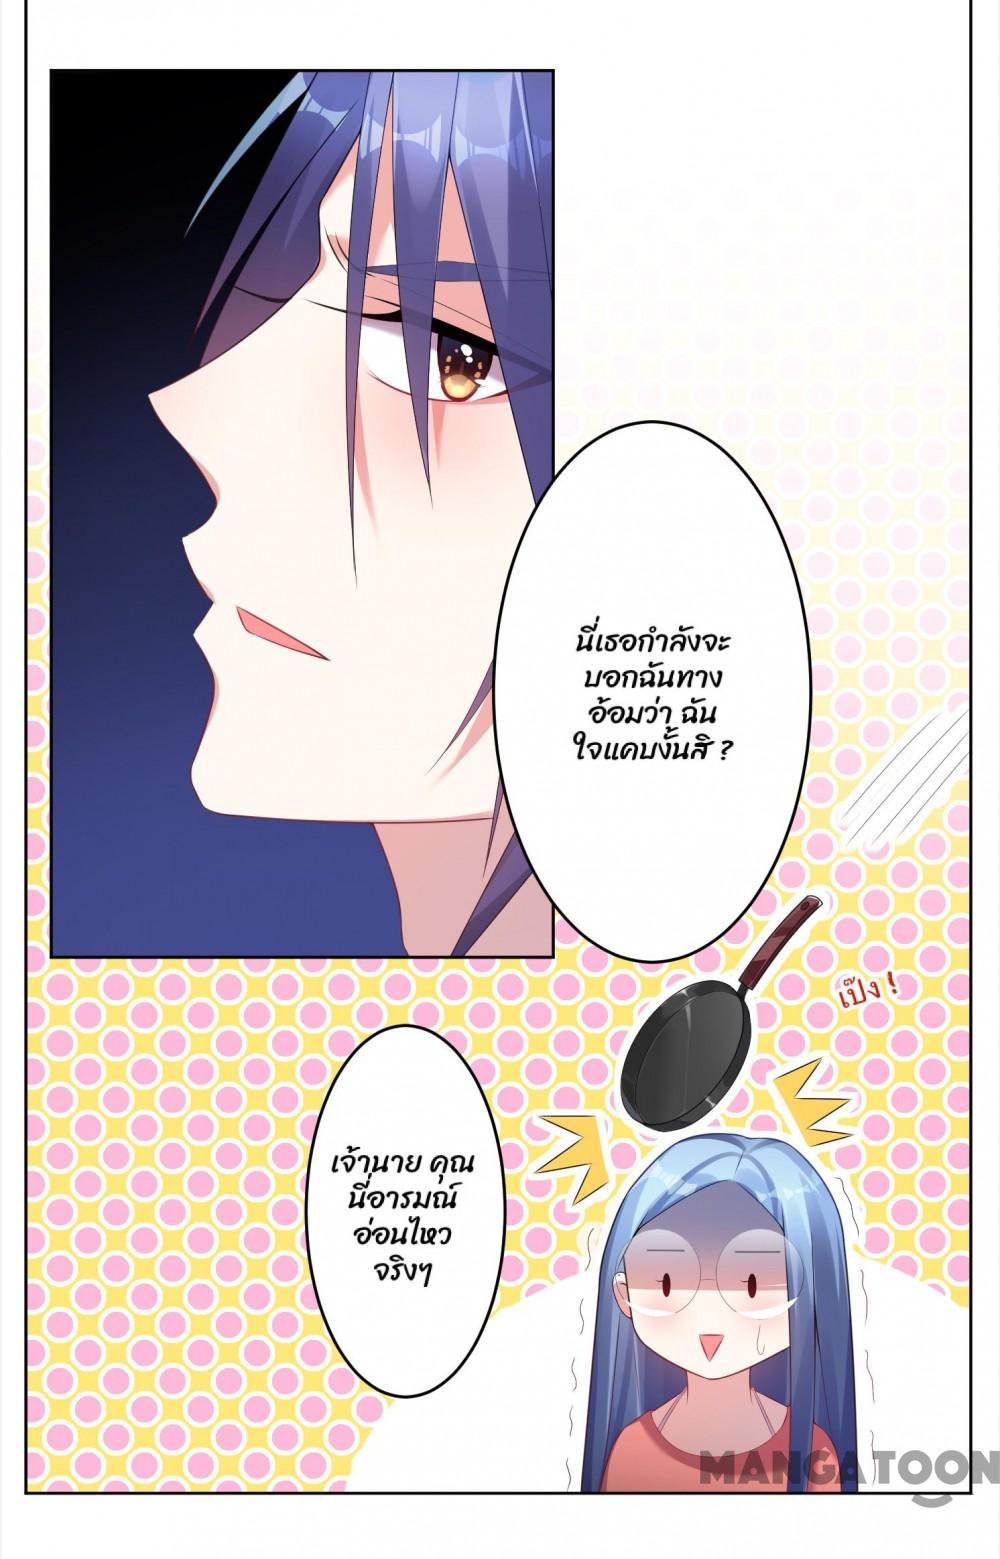 นี่เธอกำลังจะ
บอกฉันทาง
อ้อมว่า ฉัน
ใจแคบงั้นสิ ?
เป๊ง !
เจ้านาย คุณ
นี่อารมณ์
อ่อนไหว
จริงๆ
MANGATOON